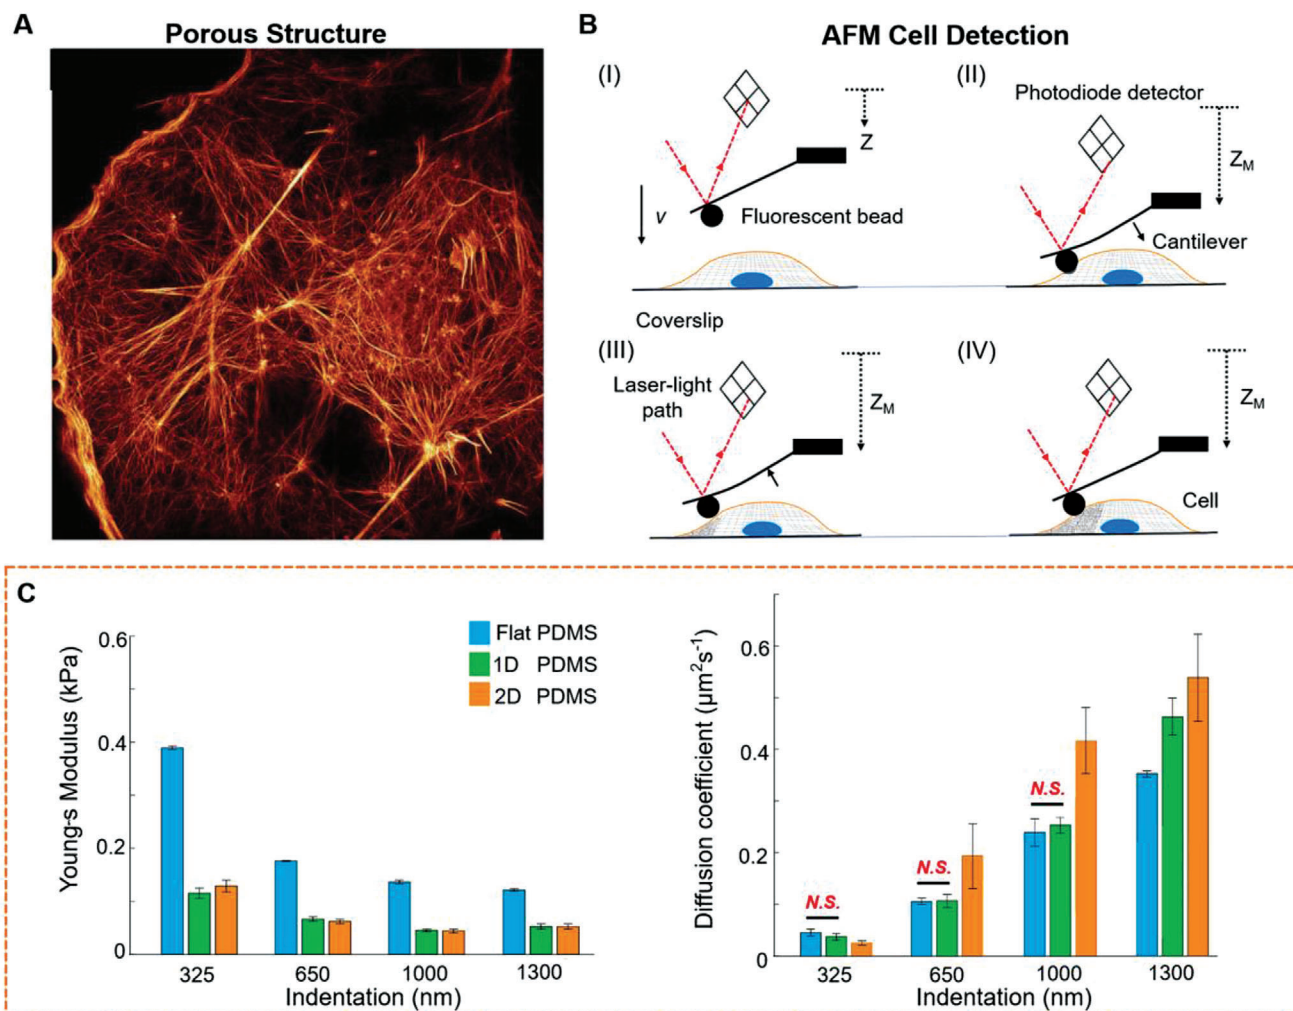 A
Porous Structure
B
AFM Cell Detection
(I)
Z
v
Fluorescent bead
Coverslip
(II)
Photodiode detector
Z_M
Cantilever
(III)
Laser-light
path
Z_M
(IV)
Z_M
Cell
C
Young-s Modulus (kPa)
0.6
0.4
0.2
0
Flat PDMS
1D PDMS
2D PDMS
325 650 1000 1300
Indentation (nm)
Diffusion coefficient (μm²s⁻¹)
0.6
0.4
0.2
0
N.S.
N.S.
N.S.
325 650 1000 1300
Indentation (nm)